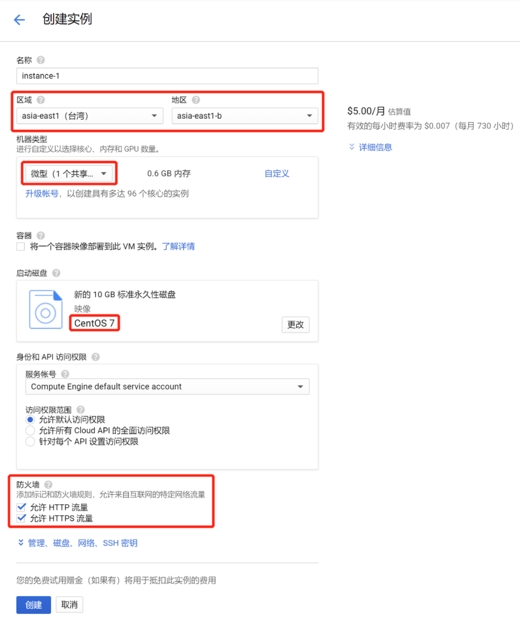 创建实例
名称
instance-1
区域 地区
asia-east1（台湾） asia-east1-b
$5.00/月 估算值
有效的每小时费率为 $0.007（每月 730 小时）
详细信息
机器类型
进行自定义以选择核心、内存和 GPU 数量。
微型（1 个共享... 0.6 GB 内存 自定义
升级帐号，以创建具有多达 96 个核心的实例
容器
将一个容器映像部署到此 VM 实例。了解详情
启动磁盘
新的 10 GB 标准永久性磁盘
映像
CentOS 7
更改
身份和 API 访问权限
服务帐号
Compute Engine default service account
访问权限范围
允许默认访问权限
允许所有 Cloud API 的全面访问权限
针对每个 API 设置访问权限
防火墙
添加标记和防火墙规则，允许来自互联网的特定网络流量
允许 HTTP 流量
允许 HTTPS 流量
管理、磁盘、网络、SSH 密钥
您的免费试用赠金（如果有）将用于抵扣此实例的费用
创建 取消